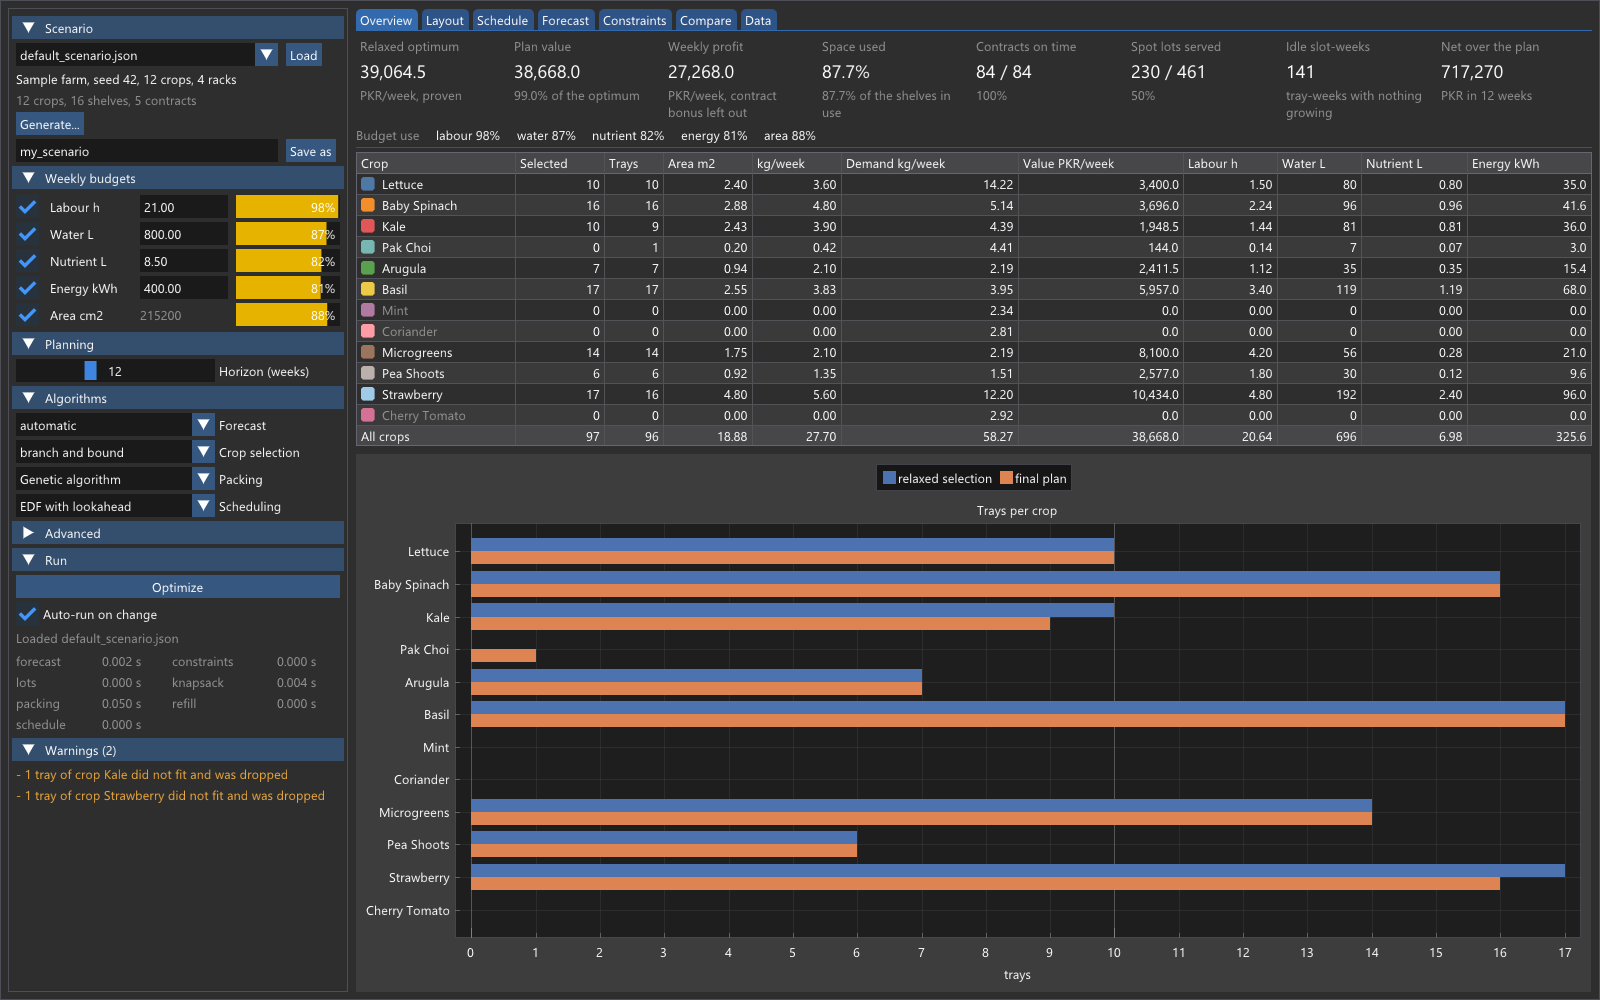 Scenario
default_scenario.json
Load
Sample farm, seed 42, 12 crops, 4 racks
12 crops, 16 shelves, 5 contracts
Generate...
my_scenario
Save as
Weekly budgets
Labour h 21.00 98%
Water L 800.00 87%
Nutrient L 8.50 82%
Energy kWh 400.00 81%
Area cm2 215200 88%
Planning
12 Horizon (weeks)
Algorithms
automatic Forecast
branch and bound Crop selection
Genetic algorithm Packing
EDF with lookahead Scheduling
Advanced
Run
Optimize
Auto-run on change
Loaded default_scenario.json
forecast 0.002 s constraints 0.000 s
lots 0.000 s knapsack 0.004 s
packing 0.050 s refill 0.000 s
schedule 0.000 s
Warnings (2)
- 1 tray of crop Kale did not fit and was dropped
- 1 tray of crop Strawberry did not fit and was dropped
Overview Layout Schedule Forecast Constraints Compare Data
Relaxed optimum Plan value Weekly profit Space used Contracts on time Spot lots served Idle slot-weeks Net over the plan
39,064.5 38,668.0 27,268.0 87.7% 84 / 84 230 / 461 141 717,270
PKR/week, proven 99.0% of the optimum PKR/week, contract 87.7% of the shelves in 100% 50% tray-weeks with nothing PKR in 12 weeks
bonus left out use growing
Budget use labour 98% water 87% nutrient 82% energy 81% area 88%
Crop Selected Trays Area m2 kg/week Demand kg/week Value PKR/week Labour h Water L Nutrient L Energy kWh
Lettuce 10 10 2.40 3.60 14.22 3,400.0 1.50 80 0.80 35.0
Baby Spinach 16 16 2.88 4.80 5.14 3,696.0 2.24 96 0.96 41.6
Kale 10 9 2.43 3.90 4.39 1,948.5 1.44 81 0.81 36.0
Pak Choi 0 1 0.20 0.42 4.41 144.0 0.14 7 0.07 3.0
Arugula 7 7 0.94 2.10 2.19 2,411.5 1.12 35 0.35 15.4
Basil 17 17 2.55 3.83 3.95 5,957.0 3.40 119 1.19 68.0
Mint 0 0 0.00 0.00 2.34 0.0 0.00 0 0.00 0.0
Coriander 0 0 0.00 0.00 2.81 0.0 0.00 0 0.00 0.0
Microgreens 14 14 1.75 2.10 2.19 8,100.0 4.20 56 0.28 21.0
Pea Shoots 6 6 0.92 1.35 1.51 2,577.0 1.80 30 0.12 9.6
Strawberry 17 16 4.80 5.60 12.20 10,434.0 4.80 192 2.40 96.0
Cherry Tomato 0 0 0.00 0.00 2.92 0.0 0.00 0 0.00 0.0
All crops 97 96 18.88 27.70 58.27 38,668.0 20.64 696 6.98 325.6
relaxed selection final plan
Trays per crop
Lettuce
Baby Spinach
Kale
Pak Choi
Arugula
Basil
Mint
Coriander
Microgreens
Pea Shoots
Strawberry
Cherry Tomato
0 1 2 3 4 5 6 7 8 9 10 11 12 13 14 15 16 17
trays